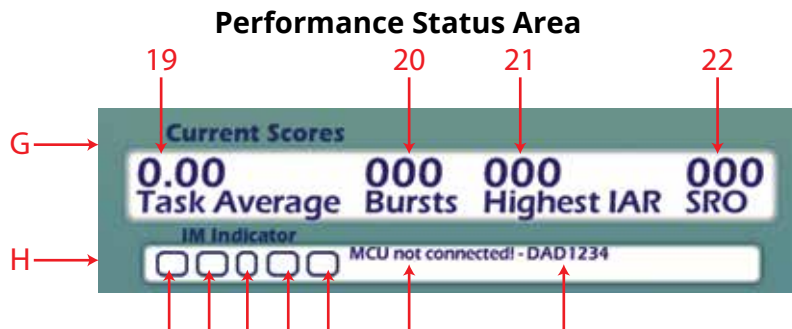 Performance Status Area
19 20 21 22
G
Current Scores
0.00 000 000 000
Task Average Bursts Highest IAR SRO
IM Indicator
H
MCU not connected! - DAD1234